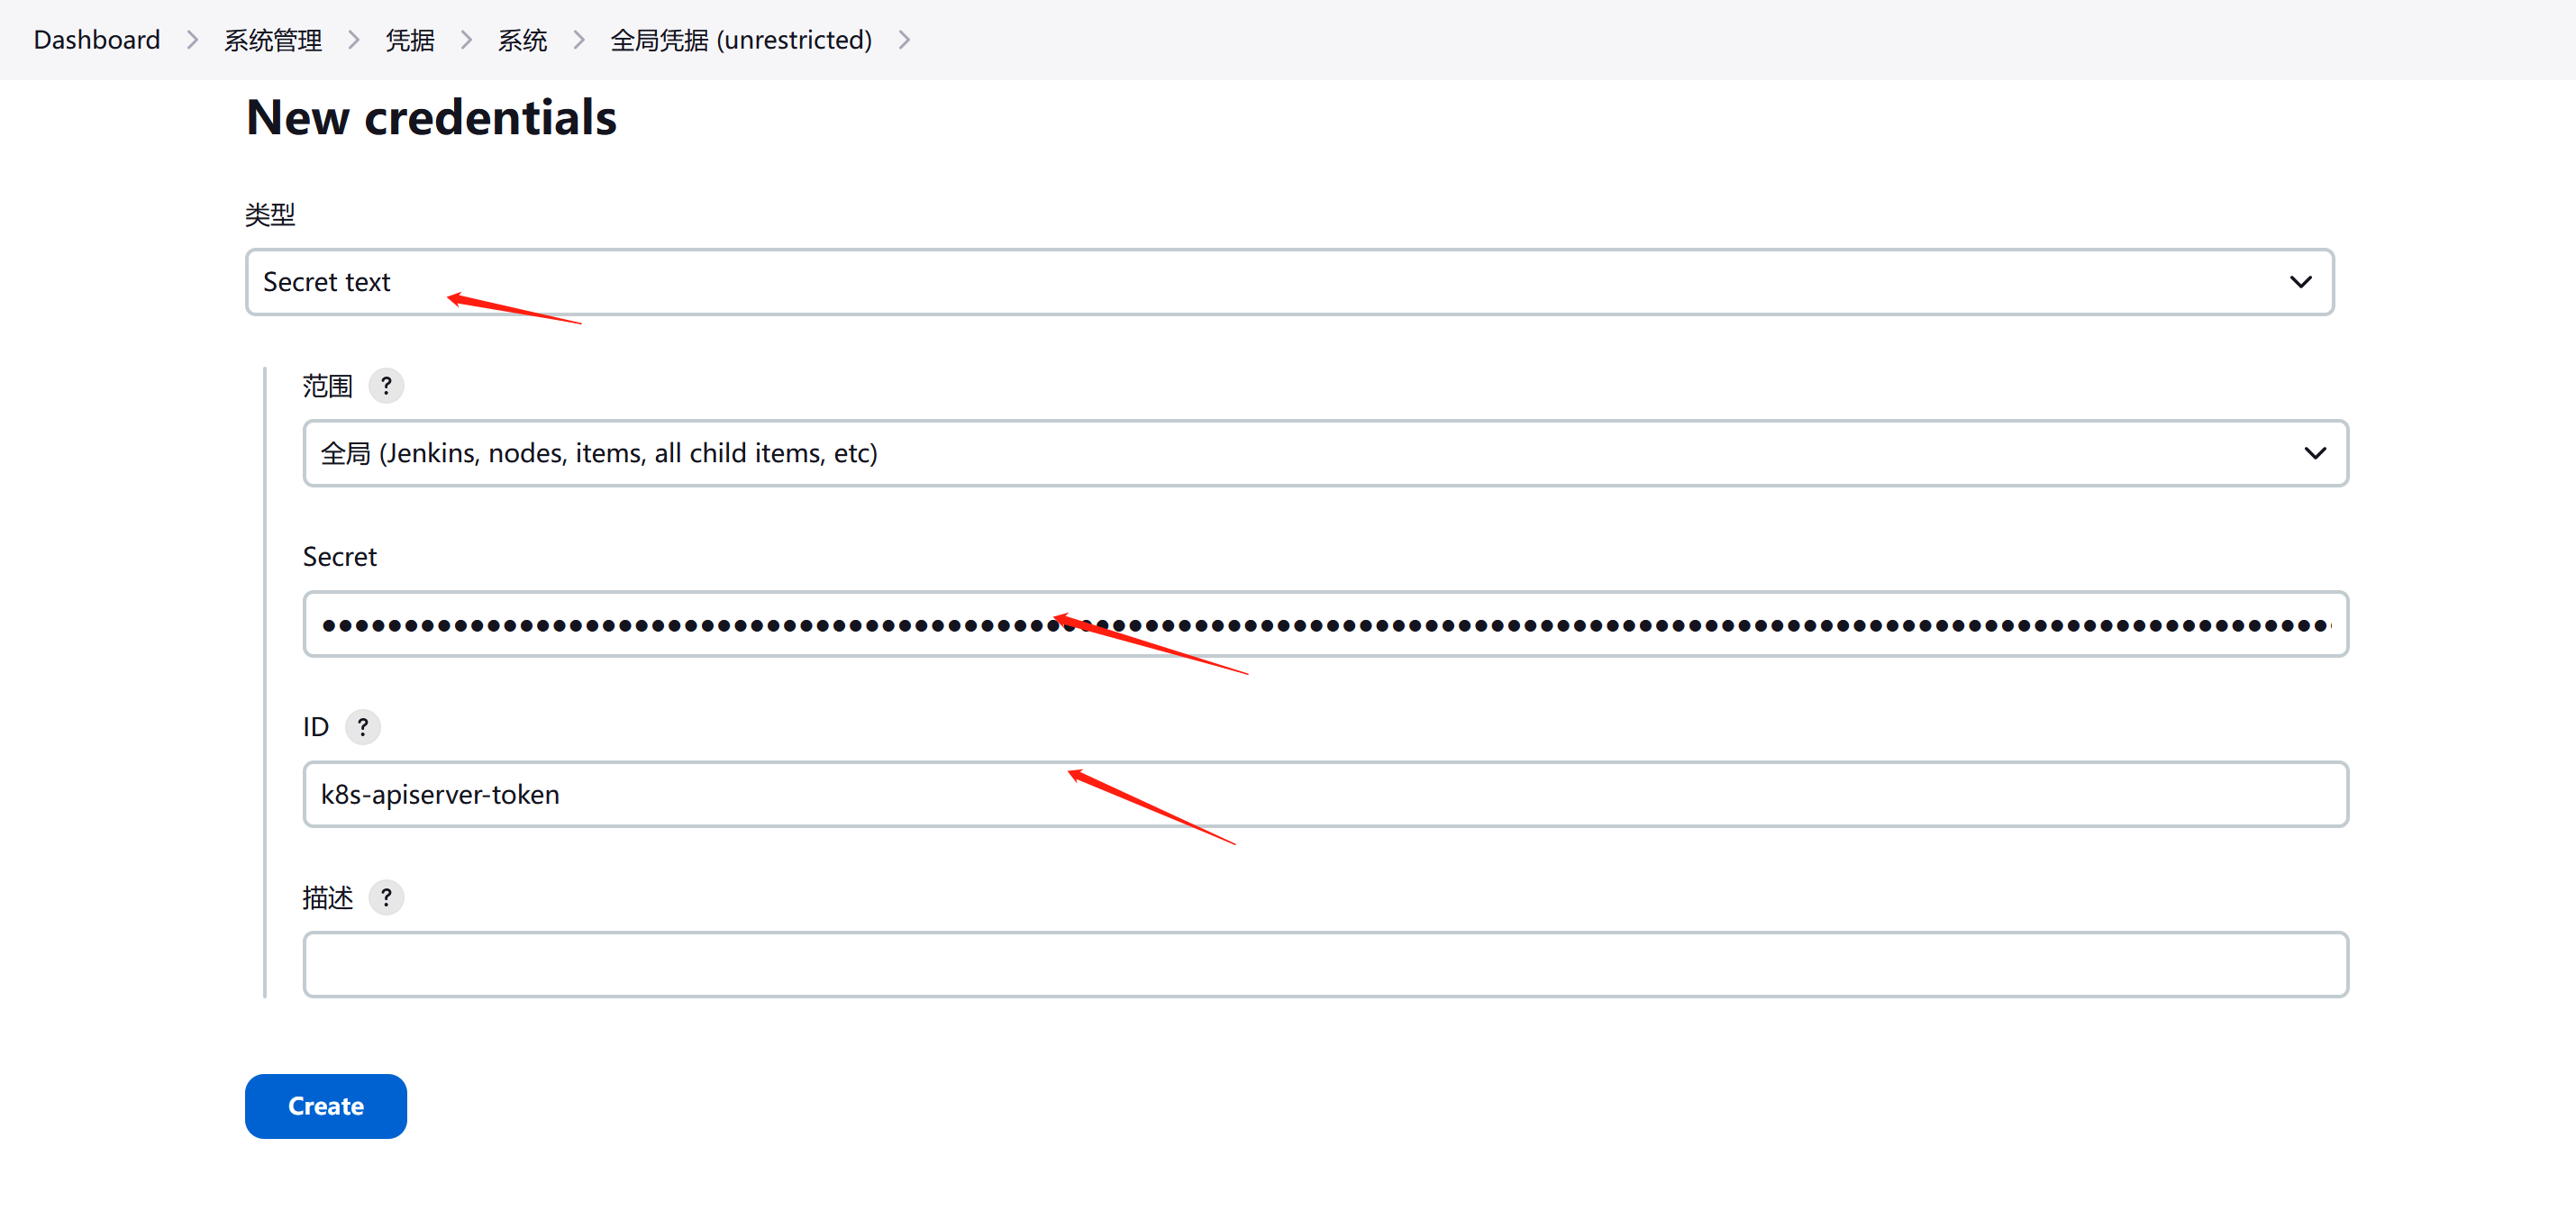 Dashboard > 系统管理 > 凭据 > 系统 > 全局凭据 (unrestricted) >
New credentials
类型
Secret text
范围 ?
全局 (Jenkins, nodes, items, all child items, etc)
Secret
ID ?
k8s-apiserver-token
描述 ?
Create